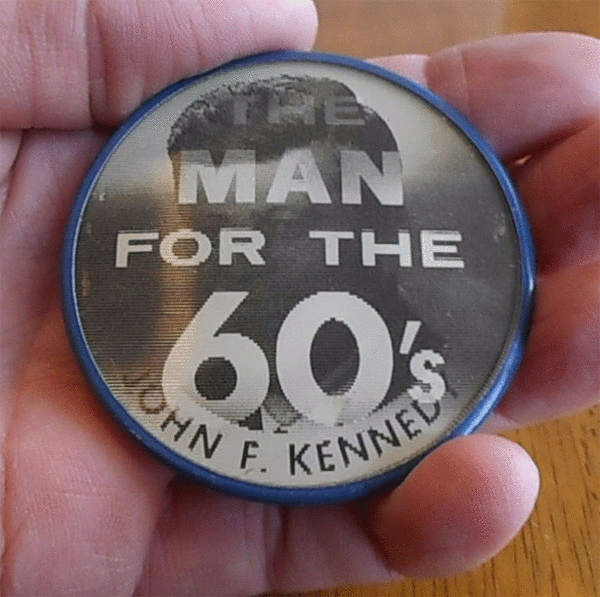 THE
MAN
FOR THE
60's
JOHN F. KENNEDY